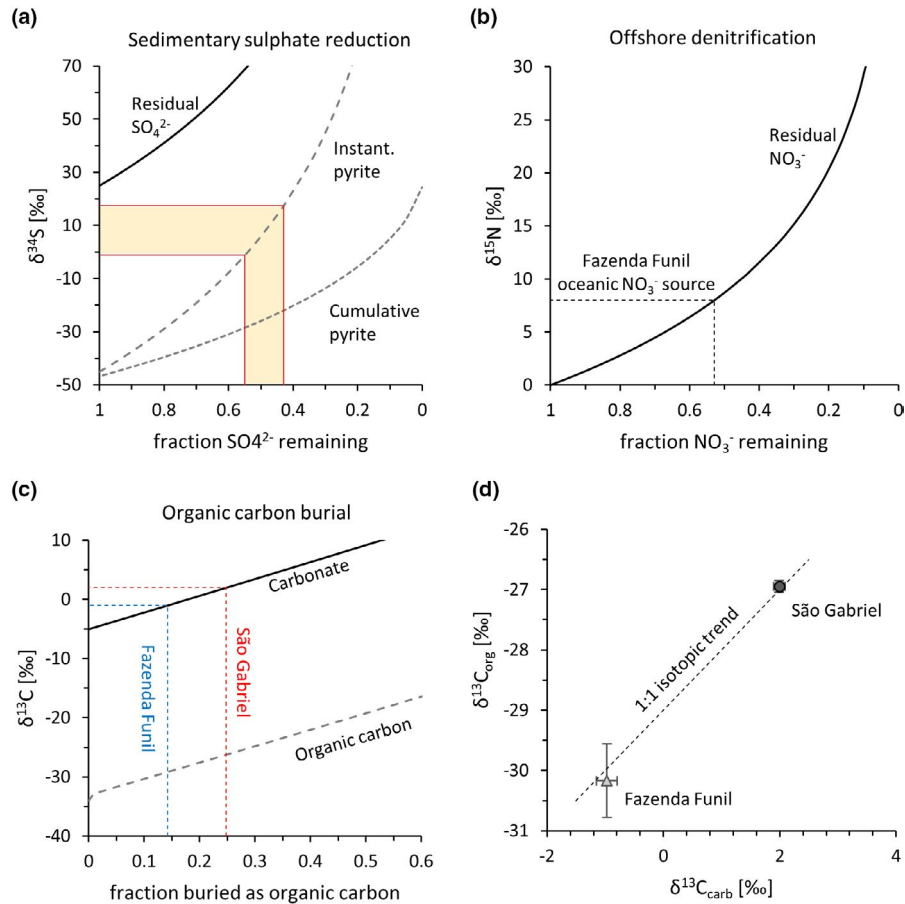 (a)
Sedimentary sulphate reduction
70
50
30
10
-10
-30
-50
δ³⁴S [‰]
Residual
SO₄²⁻
Instant.
pyrite
Cumulative
pyrite
1
0.8
0.6
0.4
0.2
0
fraction SO4²⁻ remaining
(b)
Offshore denitrification
30
25
20
15
10
5
0
δ¹⁵N [‰]
Residual
NO₃⁻
Fazenda Funil
oceanic NO₃⁻ source
1
0.8
0.6
0.4
0.2
0
fraction NO₃⁻ remaining
(c)
Organic carbon burial
10
0
-10
-20
-30
-40
δ¹³C [‰]
Carbonate
Fazenda Funil
São Gabriel
Organic carbon
0
0.1
0.2
0.3
0.4
0.5
0.6
fraction buried as organic carbon
(d)
-26
-27
-28
-29
-30
-31
δ¹³Corg [‰]
São Gabriel
1:1 isotopic trend
Fazenda Funil
-2
0
2
4
δ¹³Ccarb [‰]